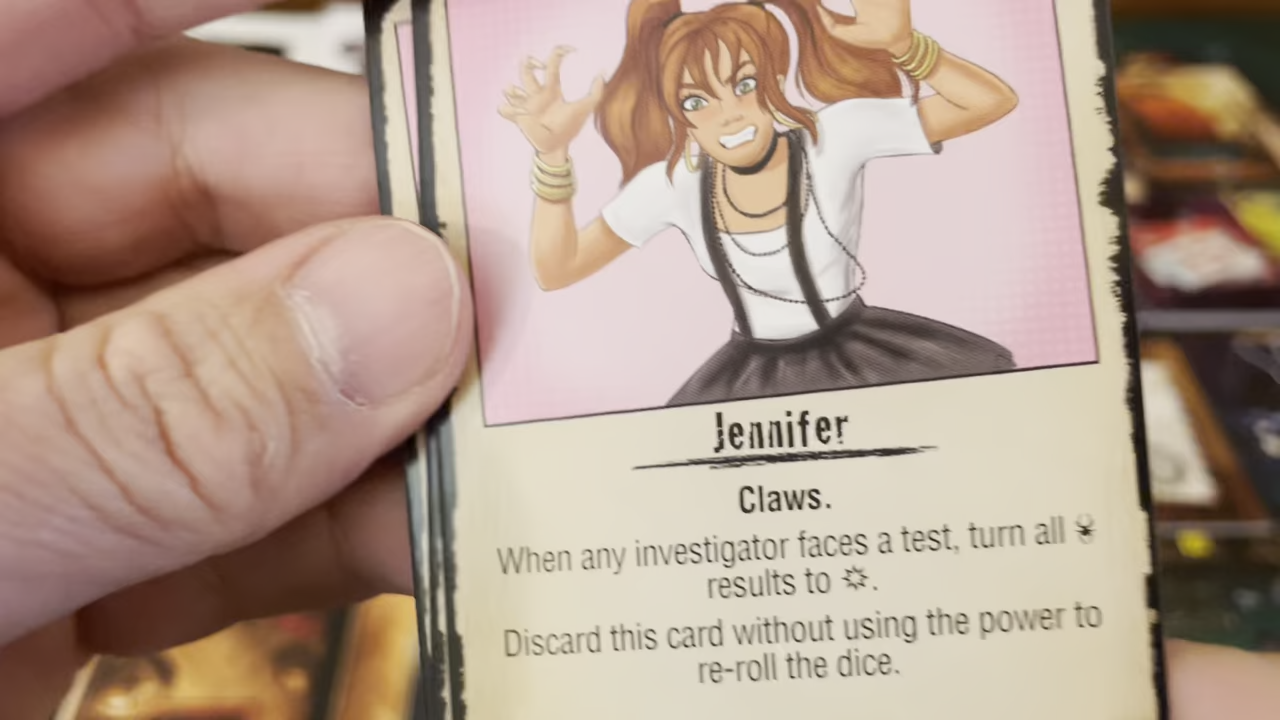 Jennifer
Claws.
When any investigator faces a test, turn all
results to .
Discard this card without using the power to
re-roll the dice.